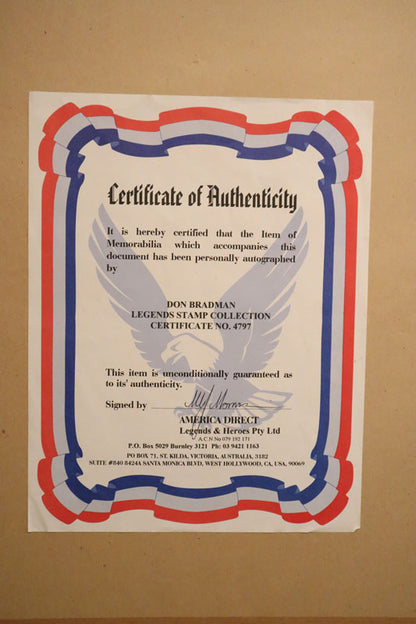 Certificate of Authenticity
It is hereby certified that the Item of
Memorabilia which accompanies this
document has been personally autographed
by
DON BRADMAN
LEGENDS STAMP COLLECTION
CERTIFICATE NO. 4797
This item is unconditionally guaranteed as
to its' authenticity.
Signed by
AMERICA DIRECT
Legends & Heroes Pty Ltd
A.C.N No 079 192 171
P.O. Box 5029 Burnley 3121 Ph: 03 9421 1163
PO BOX 71, ST. KILDA, VICTORIA, AUSTRALIA, 3182
SUITE #840 8424A SANTA MONICA BLVD, WEST HOLLYWOOD, CA, USA, 90069